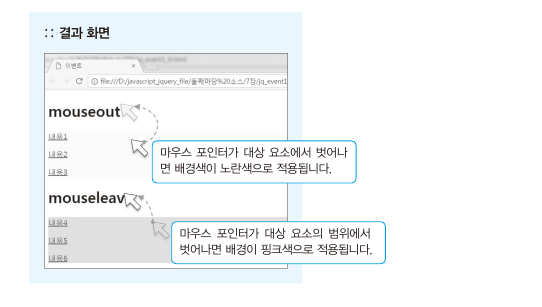 :: 결과 화면
이벤트
file:///D:/javascript_jquery_file/둘째마당%20소스/7장/jq_event1
mouseout
내용1
내용2
내용3
마우스 포인터가 대상 요소에서 벗어나
면 배경색이 노란색으로 적용됩니다.
mouseleav
내용4
내용5
내용6
마우스 포인터가 대상 요소의 범위에서
벗어나면 배경이 핑크색으로 적용됩니다.